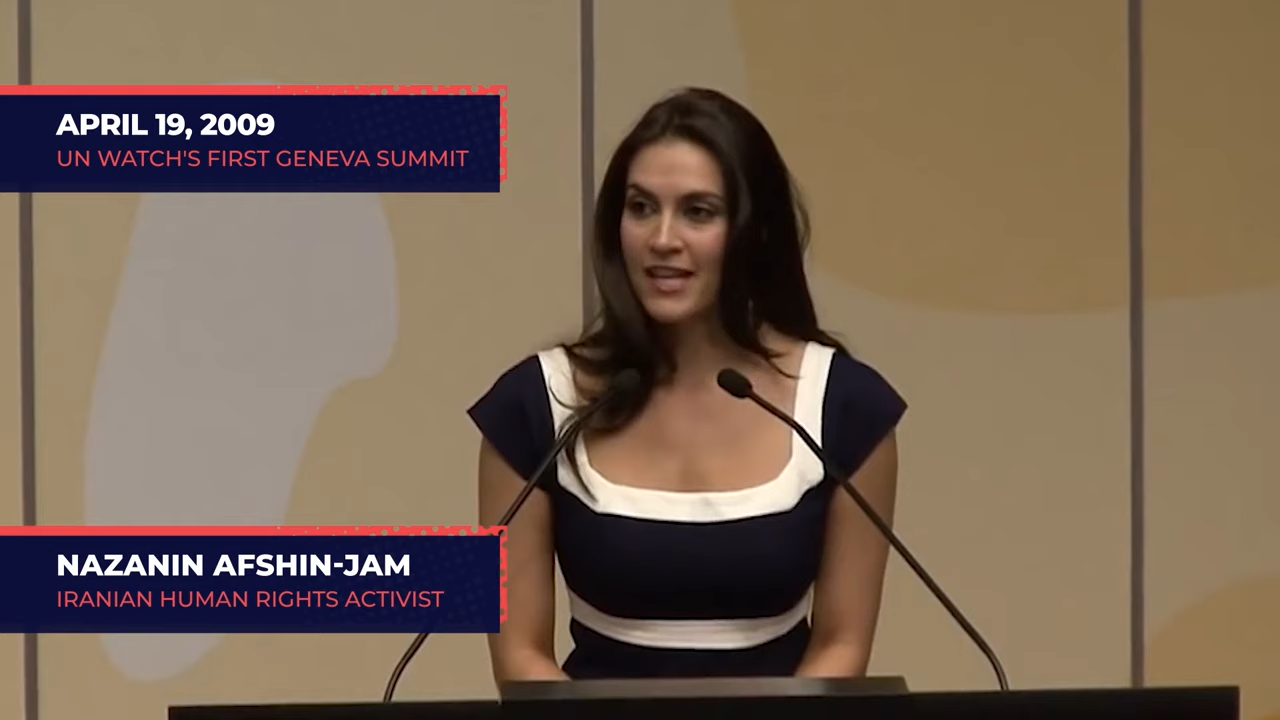 APRIL 19, 2009
UN WATCH'S FIRST GENEVA SUMMIT
NAZANIN AFSHIN-JAM
IRANIAN HUMAN RIGHTS ACTIVIST